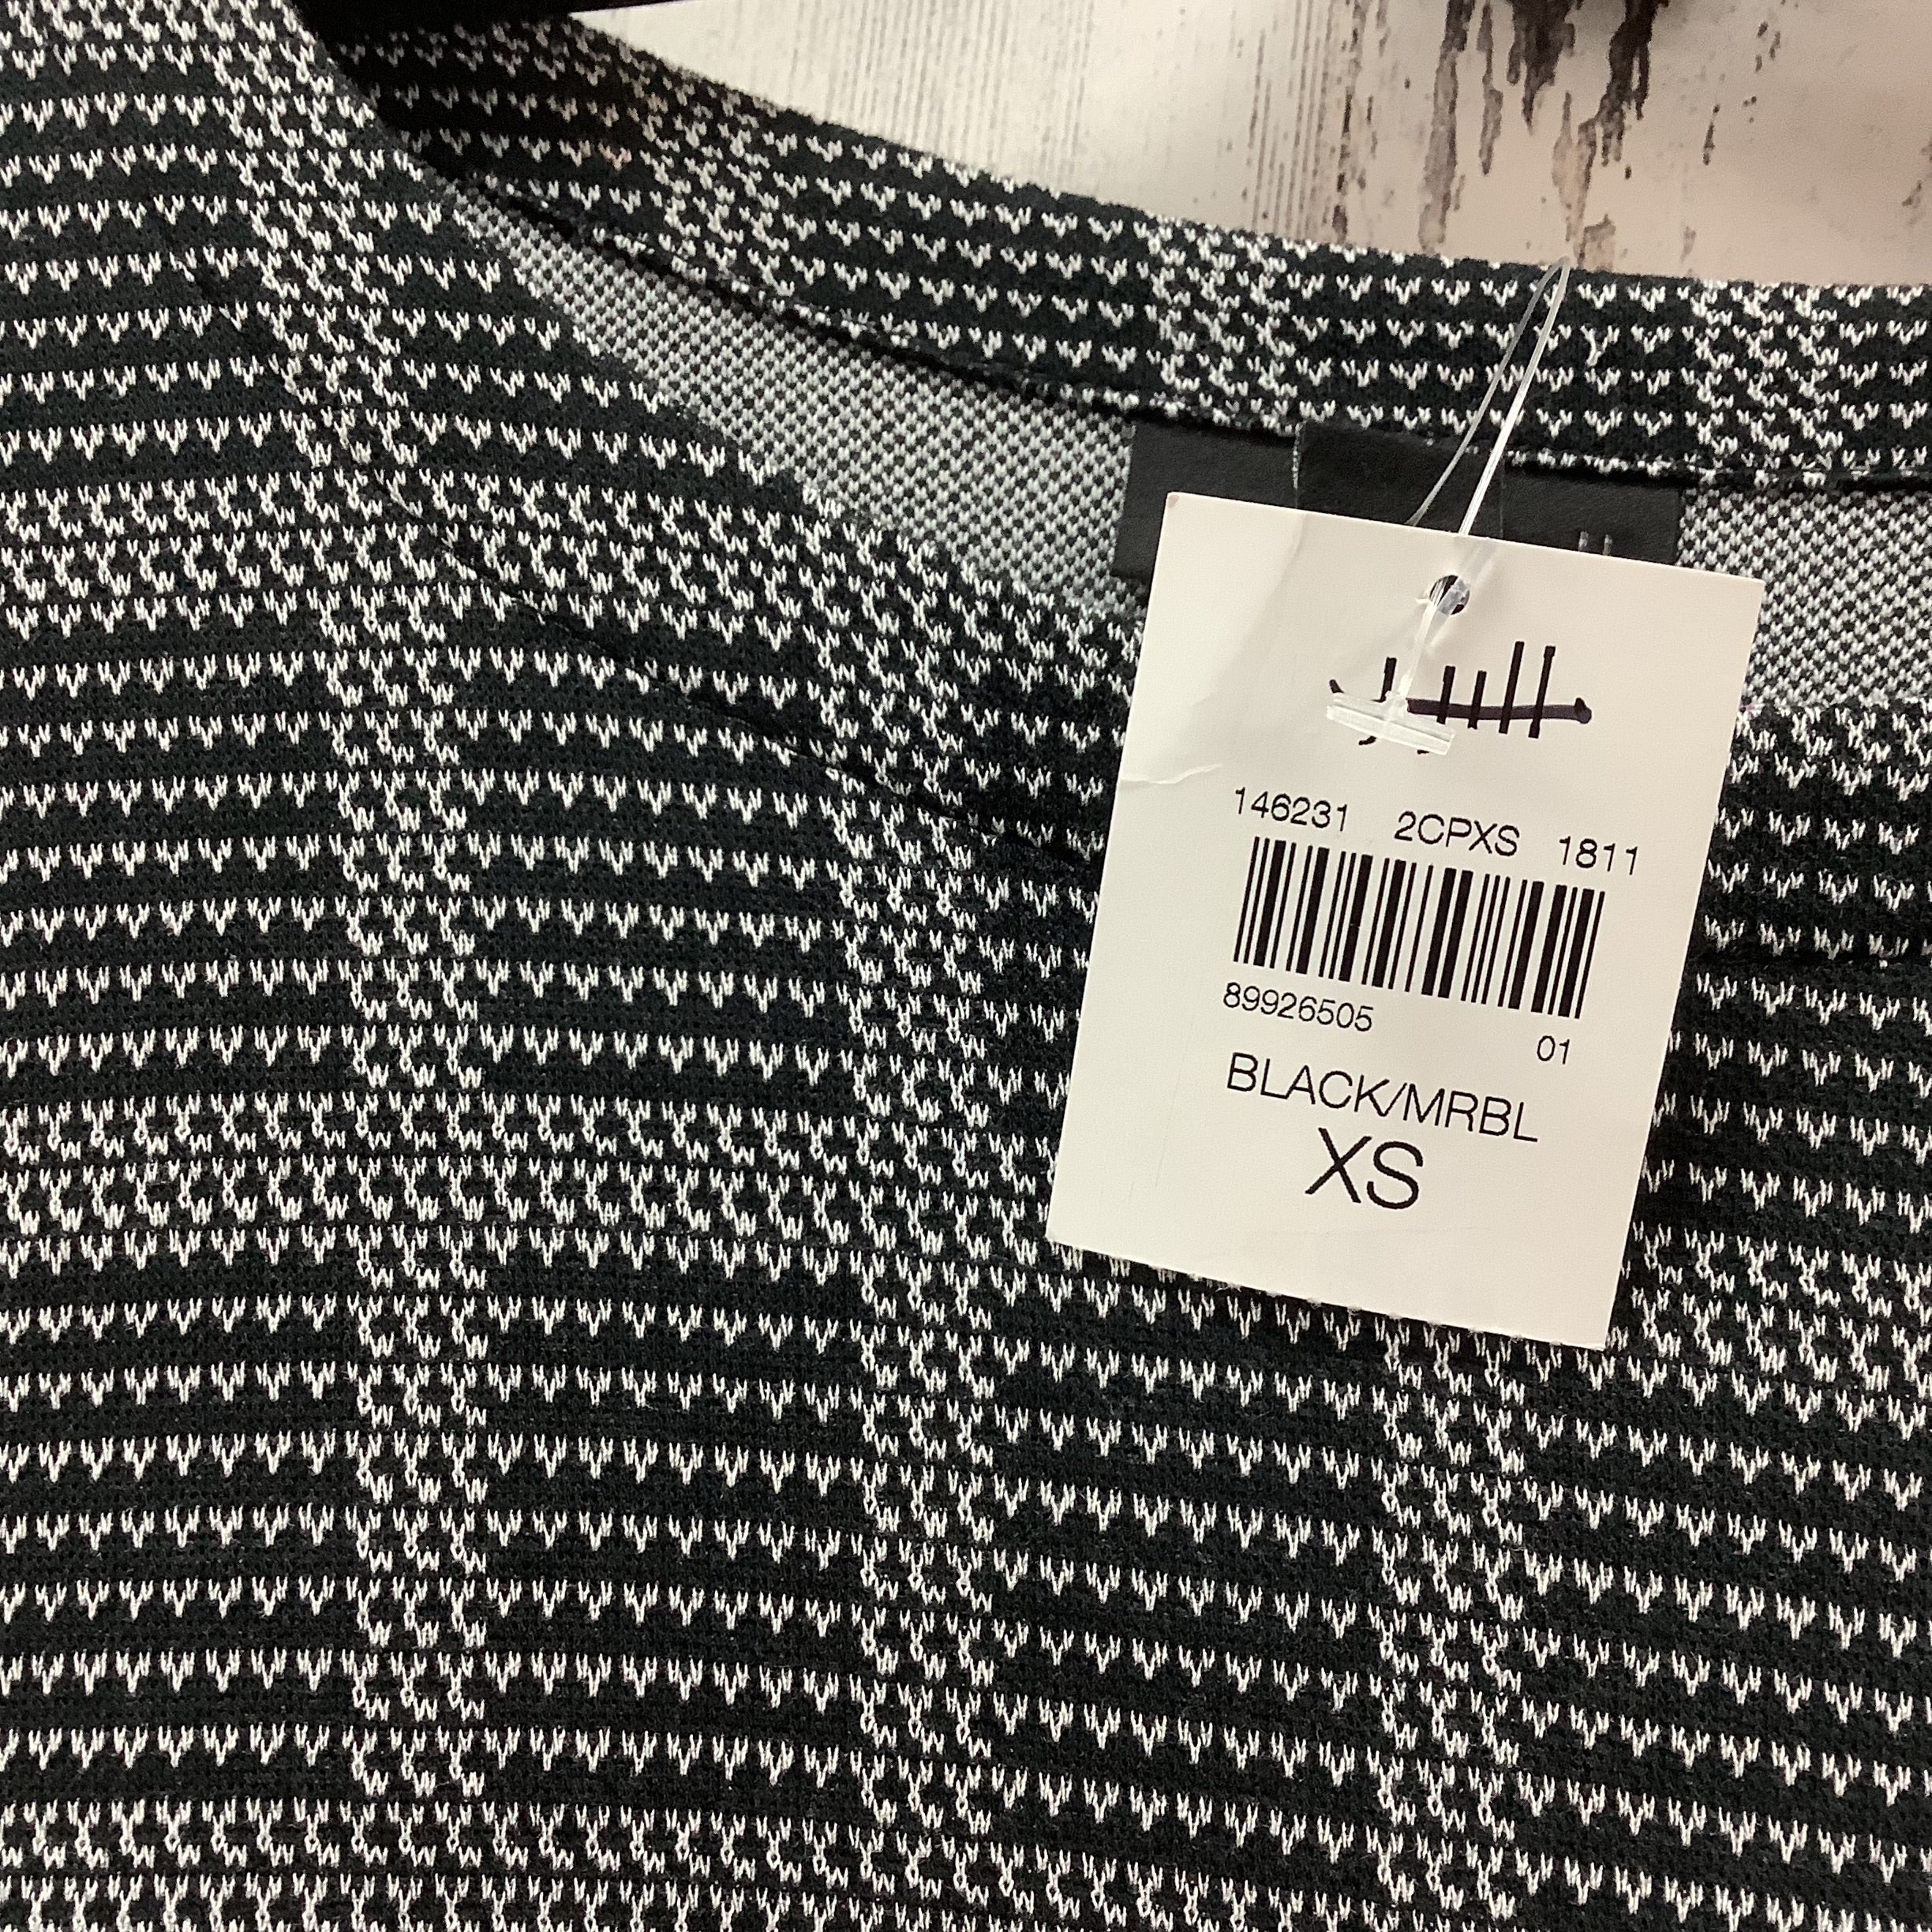 146231 2CPXS 1811
89926505
01
BLACK/MRBL
XS